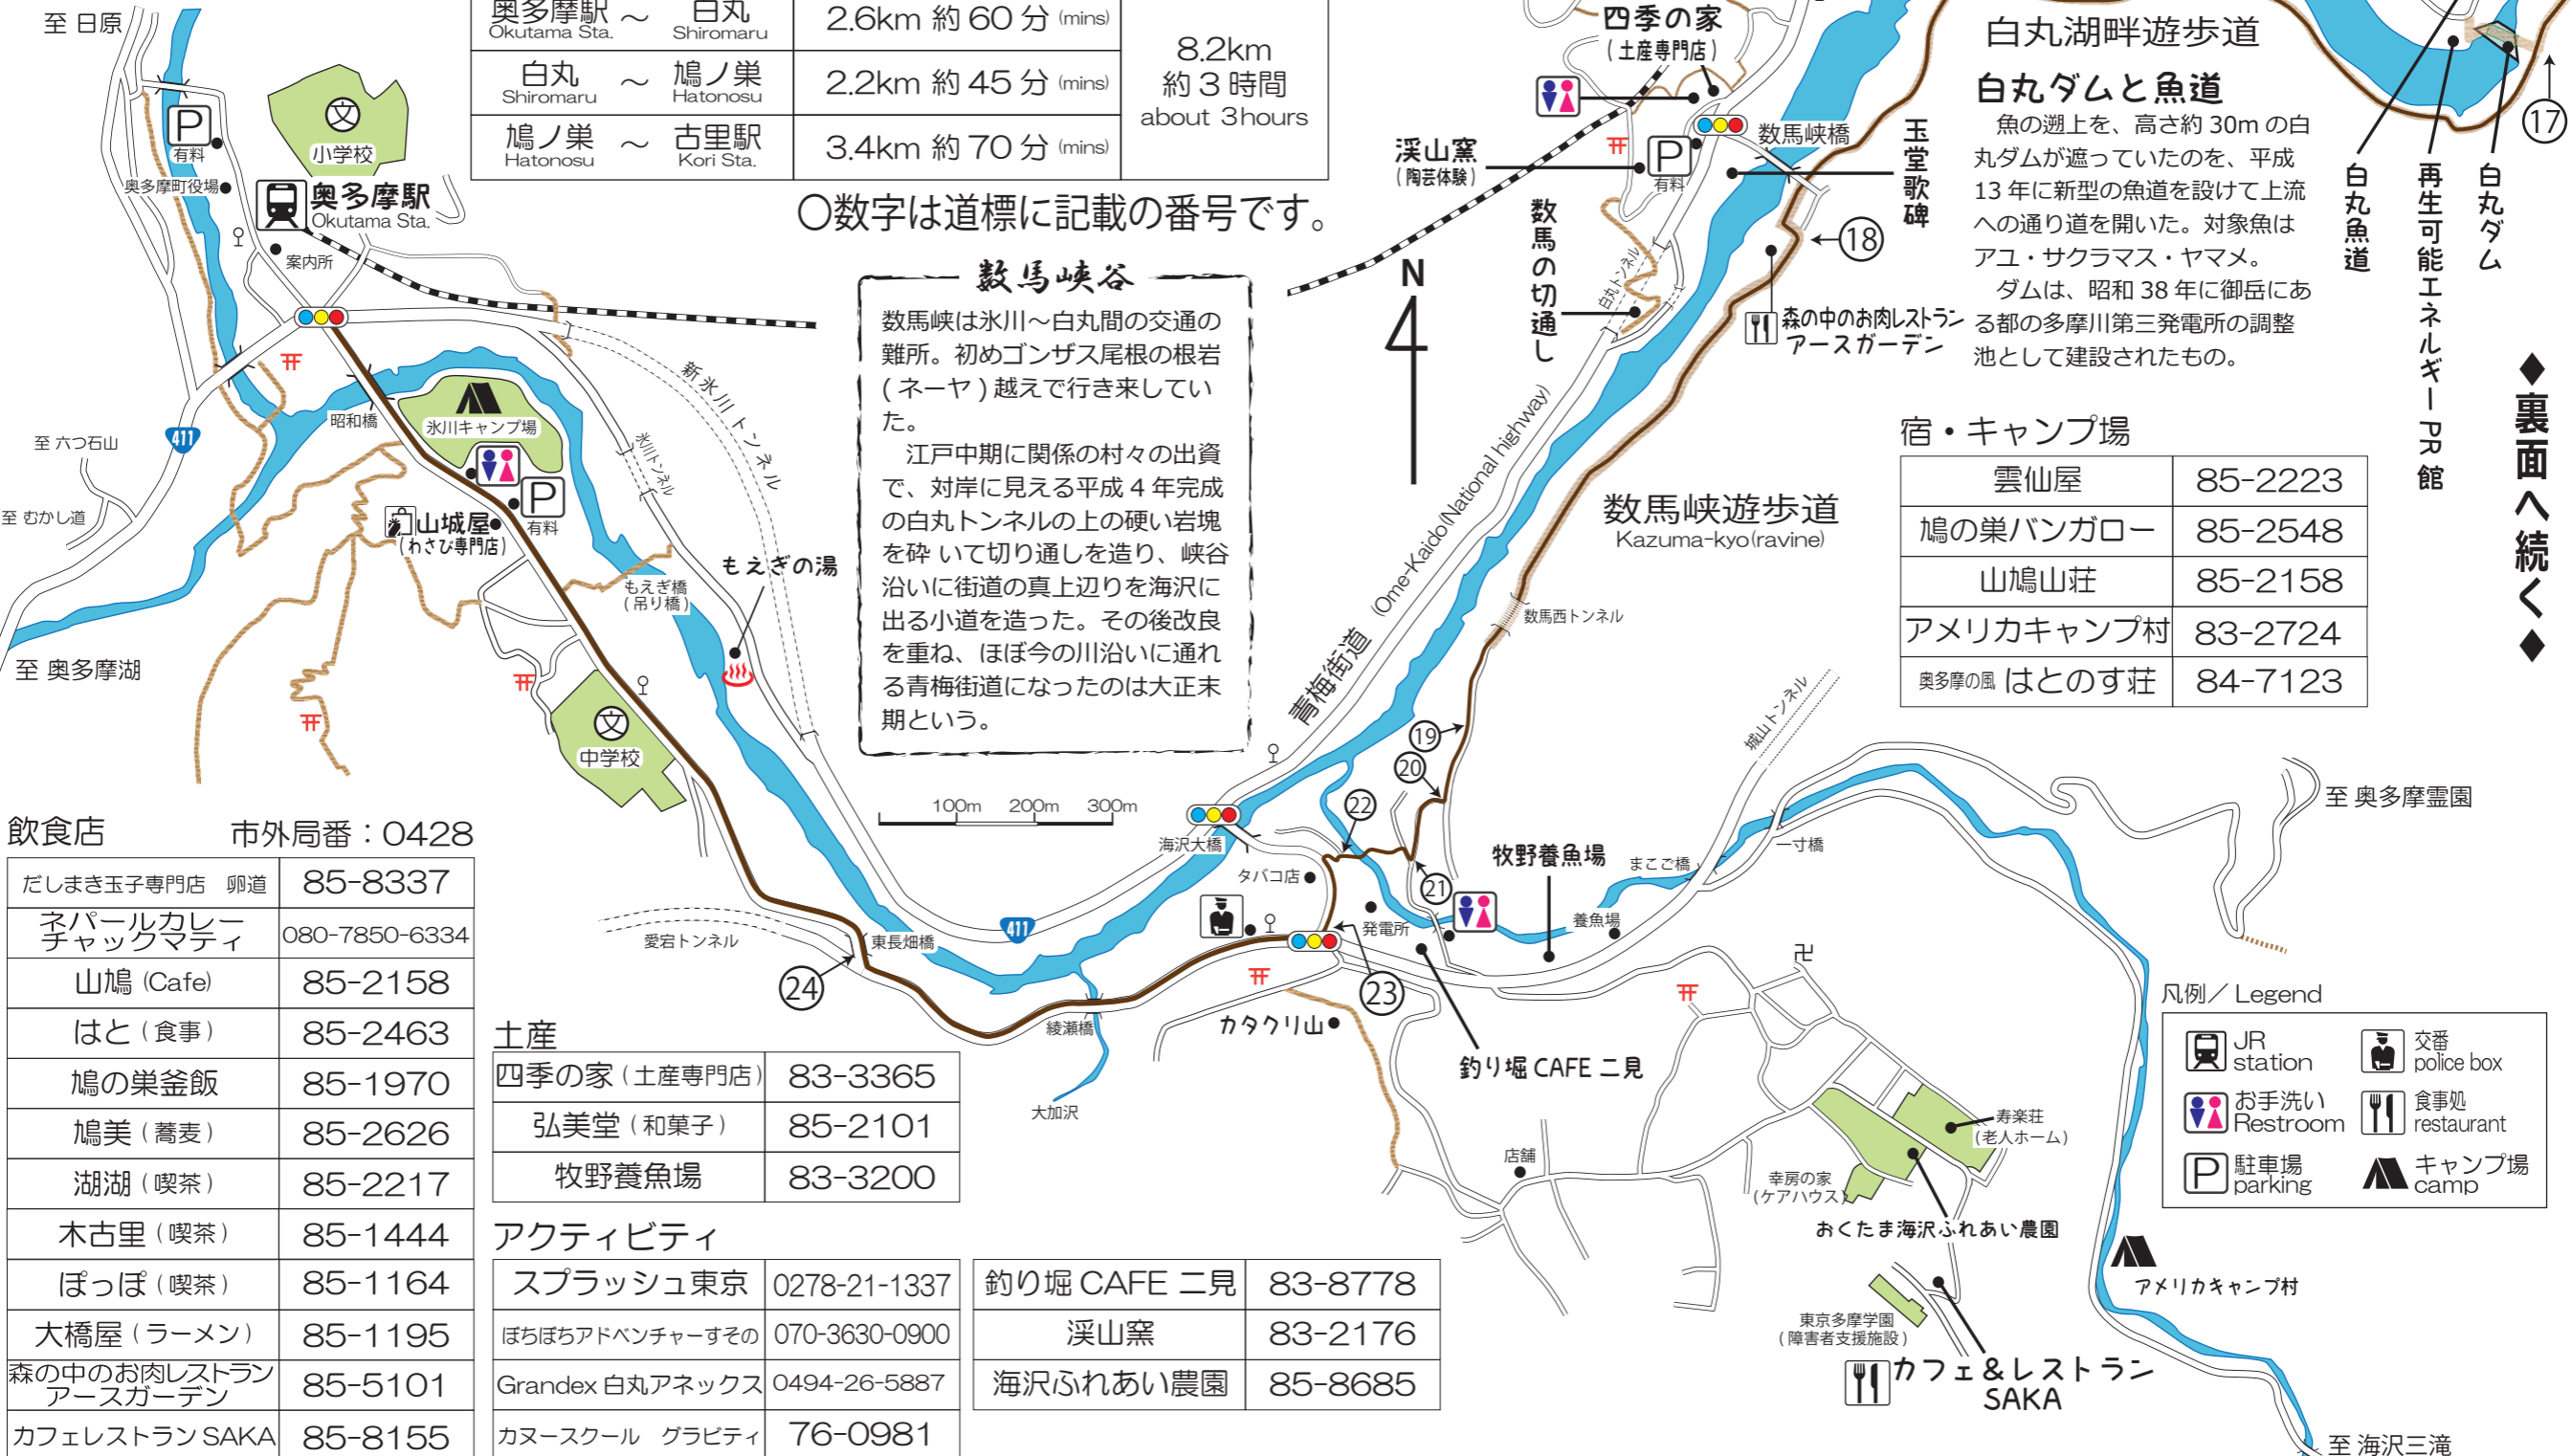 至 日原
奥多摩駅 ～ 白丸 2.6km 約 60 分 (mins)
Okutama Sta. Shiromaru
白丸 ～ 鳩ノ巣 2.2km 約 45 分 (mins)
Shiromaru Hatonosu
鳩ノ巣 ～ 古里駅 3.4km 約 70 分 (mins)
Hatonosu Kori Sta.
8.2km
約 3 時間
about 3hours
〇数字は道標に記載の番号です。
P
有料
文
小学校
奥多摩町役場
奥多摩駅
Okutama Sta.
案内所
昭和橋
氷川キャンプ場
411
至 六つ石山
至 むかし道
至 奥多摩湖
P
有料
山城屋
(わさび専門店)
新氷川トンネル
氷川トンネル
もえぎ橋
(吊り橋)
もえぎの湯
文
中学校
数馬峡谷
数馬峡は氷川～白丸間の交通の
難所。初めゴンザス尾根の根岩
(ネーヤ) 越えで行き来してい
た。
江戸中期に関係の村々の出資
で、対岸に見える平成 4 年完成
の白丸トンネルの上の硬い岩塊
を砕 いて切り通しを造り、峡谷
沿いに街道の真上辺りを海沢に
出る小道を造った。その後改良
を重ね、ほぼ今の川沿いに通れ
る青梅街道になったのは大正末
期という。
100m 200m 300m
N
四季の家
(土産専門店)
渓山窯
(陶芸体験)
P
有料
数馬峡橋
玉堂歌碑
数馬の切通し
白丸トンネル
⑱
森の中のお肉レストラン
アースガーデン
青梅街道 (Ome-Kaido(National highway)
数馬峡遊歩道
Kazuma-kyo(ravine)
数馬西トンネル
白丸湖畔遊歩道
白丸ダムと魚道
魚の遡上を、高さ約 30m の白
丸ダムが遮っていたのを、平成
13 年に新型の魚道を設けて上流
への通り道を開いた。対象魚は
アユ・サクラマス・ヤマメ。
ダムは、昭和 38 年に御岳にあ
る都の多摩川第三発電所の調整
池として建設されたもの。
白丸魚道
再生可能エネルギー PR 館
白丸ダム
⑰
◆裏面へ続く◆
宿・キャンプ場
雲仙屋 85-2223
鳩の巣バンガロー 85-2548
山鳩山荘 85-2158
アメリカキャンプ村 83-2724
奥多摩の風 はとのす荘 84-7123
⑲
⑳
㉒
㉑
城山トンネル
海沢大橋
タバコ店
発電所
牧野養魚場
まこご橋
一寸橋
養魚場
至 奥多摩霊園
愛宕トンネル
東長畑橋
㉔
411
綾瀬橋
大加沢
㉓
カタクリ山
釣り堀 CAFE 二見
卍
店舗
寿楽荘
(老人ホーム)
幸房の家
(ケアハウス)
おくたま海沢ふれあい農園
東京多摩学園
(障害者支援施設)
カフェ&レストラン
SAKA
アメリカキャンプ村
至 海沢三滝
凡例／ Legend
JR
station
交番
police box
お手洗い
Restroom
食事処
restaurant
P
駐車場
parking
キャンプ場
camp
飲食店 市外局番：0428
だしまき玉子専門店 卵道 85-8337
ネパールカレー
チャックマティ 080-7850-6334
山鳩 (Cafe) 85-2158
はと (食事) 85-2463
鳩の巣釜飯 85-1970
鳩美 (蕎麦) 85-2626
湖湖 (喫茶) 85-2217
木古里 (喫茶) 85-1444
ぽっぽ (喫茶) 85-1164
大橋屋 (ラーメン) 85-1195
森の中のお肉レストラン
アースガーデン 85-5101
カフェレストラン SAKA 85-8155
土産
四季の家 (土産専門店) 83-3365
弘美堂 (和菓子) 85-2101
牧野養魚場 83-3200
アクティビティ
スプラッシュ東京 0278-21-1337
ぼちぼちアドベンチャーすその 070-3630-0900
Grandex 白丸アネックス 0494-26-5887
カヌースクール グラビティ 76-0981
釣り堀 CAFE 二見 83-8778
渓山窯 83-2176
海沢ふれあい農園 85-8685